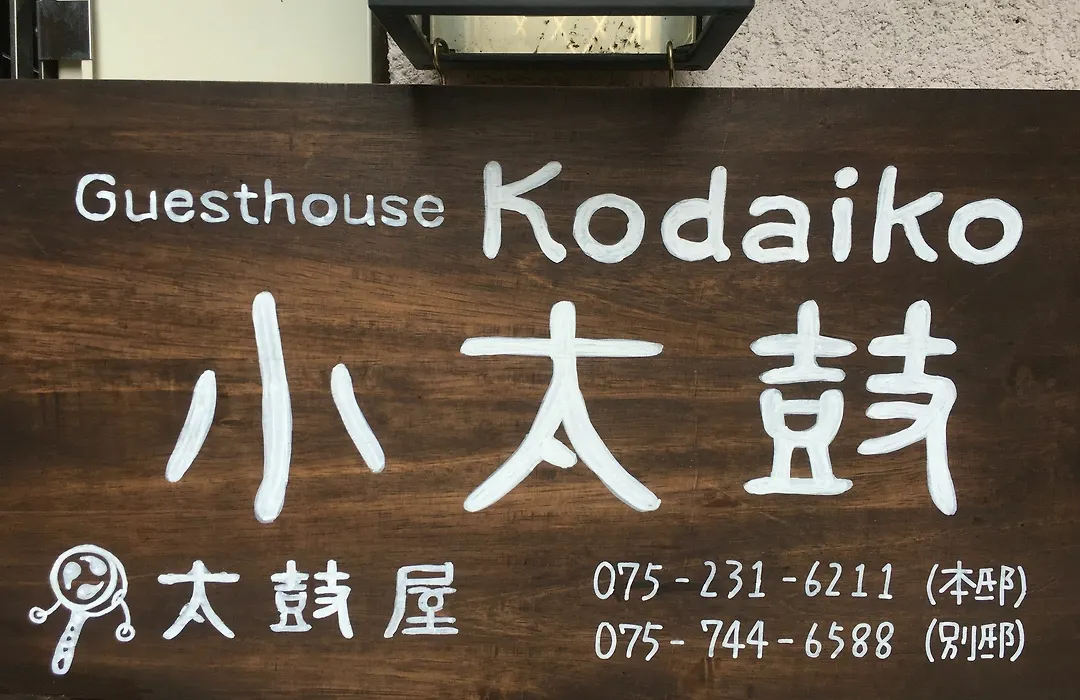 Guesthouse Kodaiko
小太鼓
太鼓屋
075-231-6211 (本邸)
075-744-6588 (別邸)